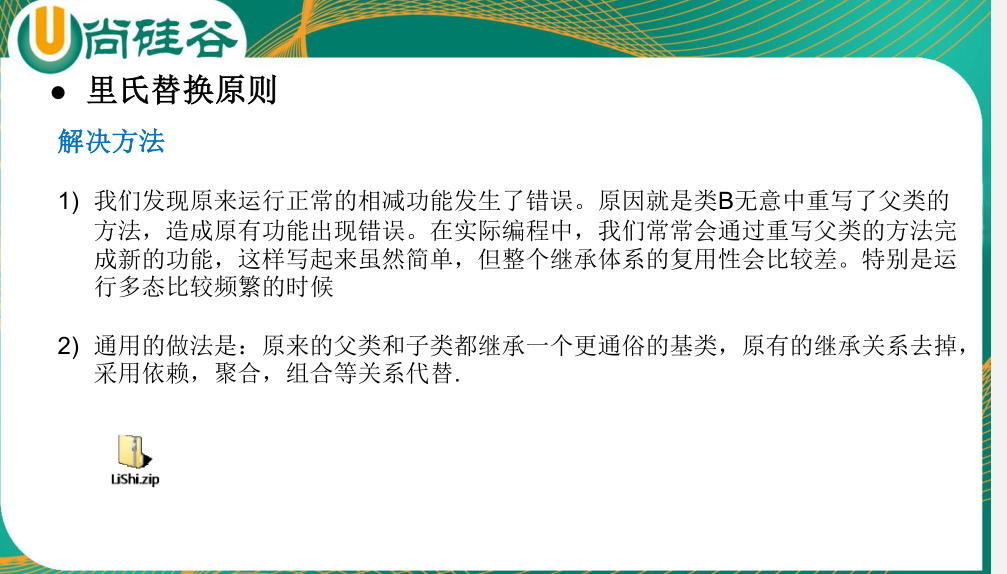 尚硅谷
● 里氏替换原则
解决方法
1) 我们发现原来运行正常的相减功能发生了错误。原因就是类B无意中重写了父类的
方法，造成原有功能出现错误。在实际编程中，我们常常会通过重写父类的方法完
成新的功能，这样写起来虽然简单，但整个继承体系的复用性会比较差。特别是运
行多态比较频繁的时候
2) 通用的做法是：原来的父类和子类都继承一个更通俗的基类，原有的继承关系去掉，
采用依赖，聚合，组合等关系代替.
LiShi.zip